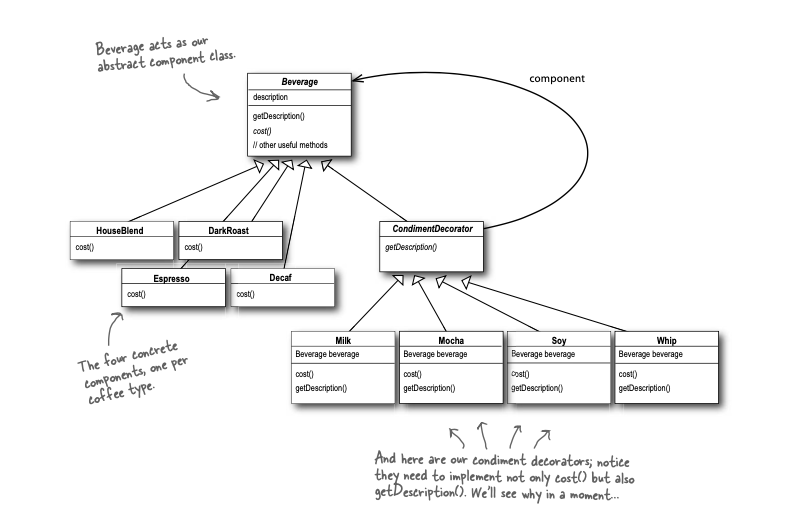 Beverage acts as our
abstract component class.
component
Beverage
description
getDescription()
cost()
// other useful methods
HouseBlend
cost()
DarkRoast
cost()
CondimentDecorator
getDescription()
Espresso
cost()
Decaf
cost()
The four concrete
components, one per
coffee type.
Milk
Beverage beverage
cost()
getDescription()
Mocha
Beverage beverage
cost()
getDescription()
Soy
Beverage beverage
cost()
getDescription()
Whip
Beverage beverage
cost()
getDescription()
And here are our condiment decorators; notice
they need to implement not only cost() but also
getDescription(). We'll see why in a moment...